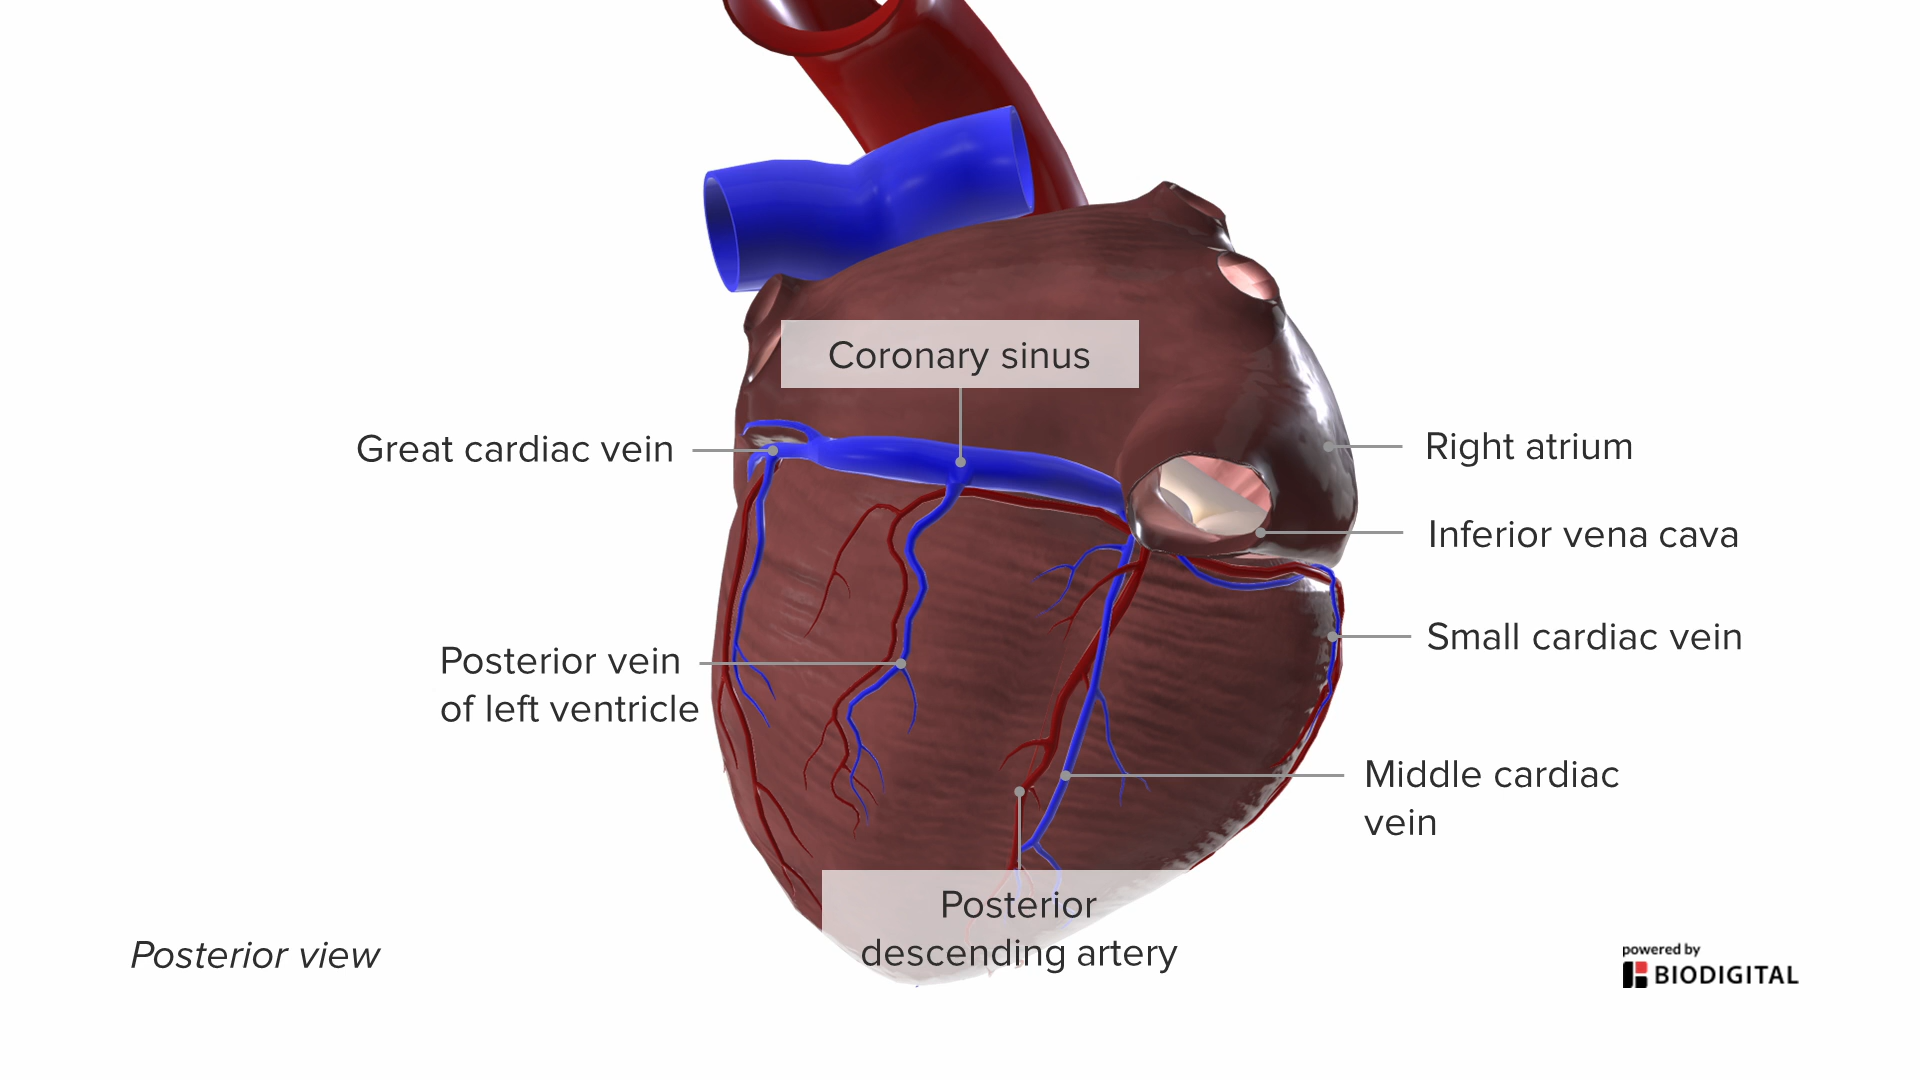 Coronary sinus
Great cardiac vein
Right atrium
Inferior vena cava
Small cardiac vein
Posterior vein
of left ventricle
Middle cardiac
vein
Posterior
descending artery
Posterior view
powered by
BIODIGITAL